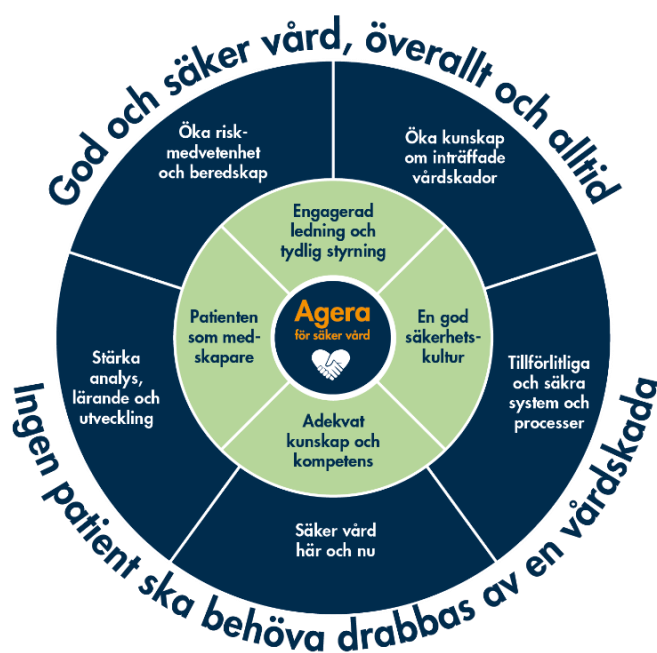 God och säker vård, överallt och alltid
Öka risk-
medvetenhet
och beredskap
Öka kunskap
om inträffade
vårdskador
Engagerad
ledning och
tydlig styrning
Patienten
som med-
skapare
Agera
för säker vård
En god
säkerhets-
kultur
Stärka
analys,
lärande och
utveckling
Tillförlitliga
och säkra
system och
processer
Adekvat
kunskap och
kompetens
Säker vård
här och nu
Ingen patient ska behöva drabbas av en vårdskada